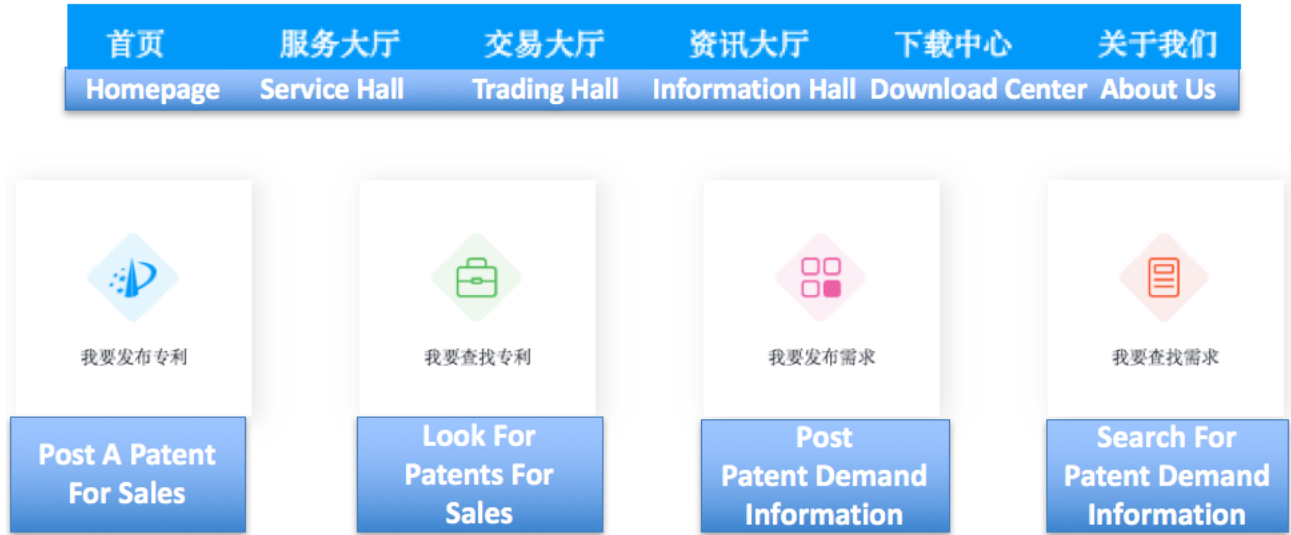 首页 服务大厅 交易大厅 资讯大厅 下载中心 关于我们
Homepage Service Hall Trading Hall Information Hall Download Center About Us
我要发布专利
Post A Patent
For Sales
我要查找专利
Look For
Patents For
Sales
我要发布需求
Post
Patent Demand
Information
我要查找需求
Search For
Patent Demand
Information